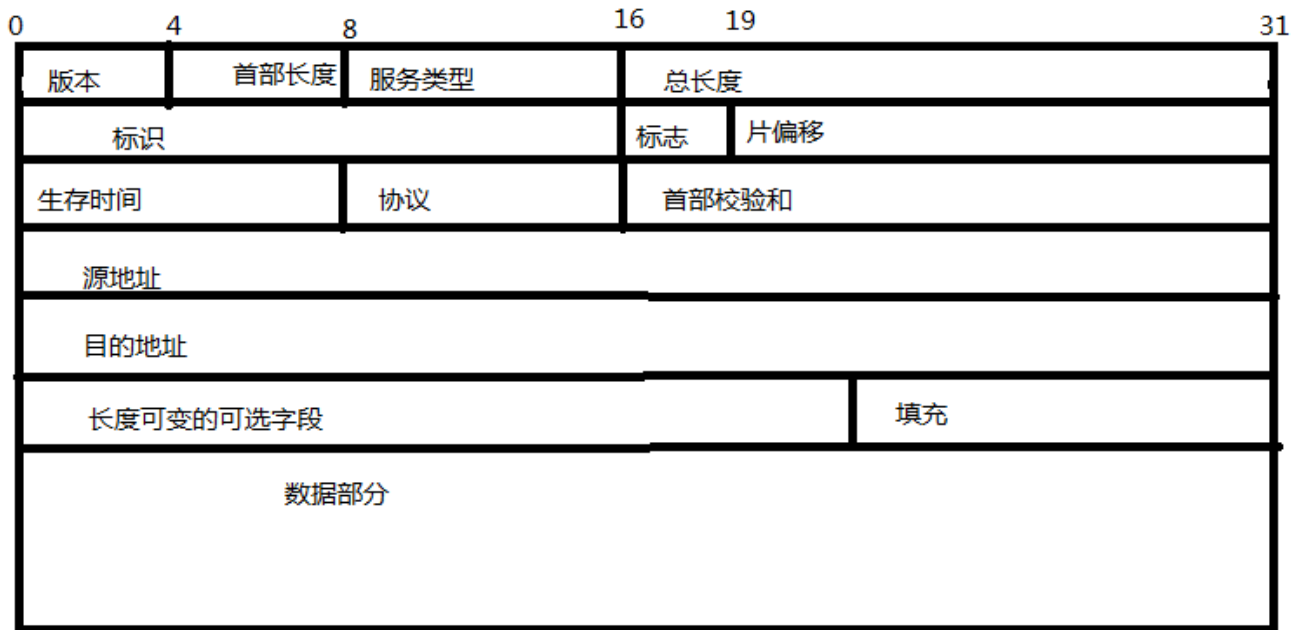 0 4 8 16 19 31
版本 首部长度 服务类型 总长度
标识 标志 片偏移
生存时间 协议 首部校验和
源地址
目的地址
长度可变的可选字段 填充
数据部分